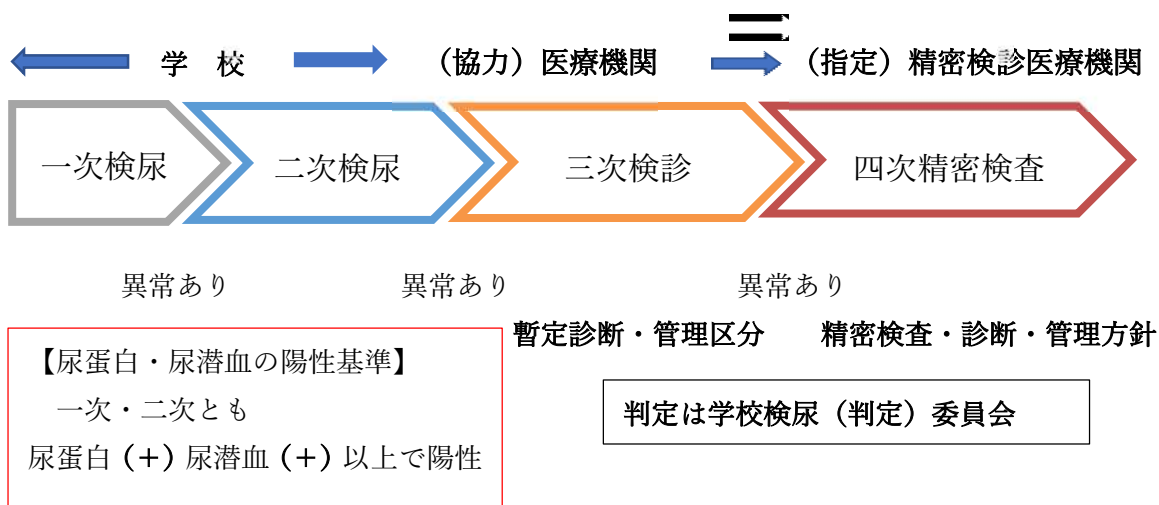 学　校　（協力）医療機関　（指定）精密検診医療機関
一次検尿　二次検尿　三次検診　四次精密検査
異常あり　異常あり　異常あり
暫定診断・管理区分　精密検査・診断・管理方針
【尿蛋白・尿潜血の陽性基準】
一次・二次とも
尿蛋白 (＋) 尿潜血 (＋) 以上で陽性
判定は学校検尿（判定）委員会